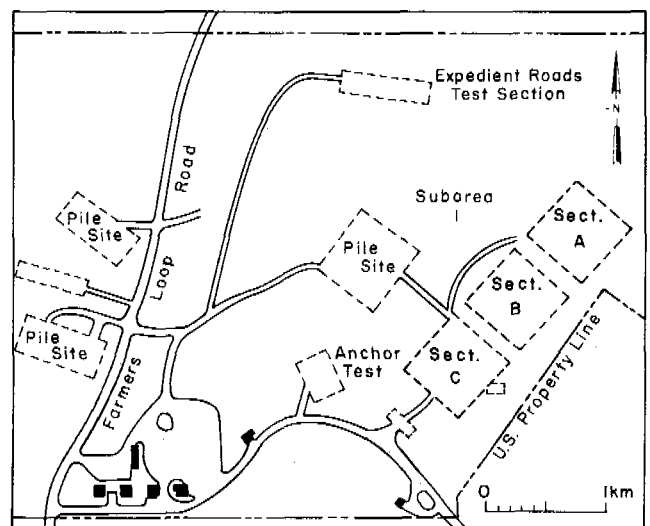 Expedient Roads
Test Section
-N-
Road
Loop
Farmers
Subarea
Sect.
A
Pile
Site
Pile
Site
Sect.
B
Pile
Site
Anchor
Test
Sect.
C
U.S. Property Line
0 1km